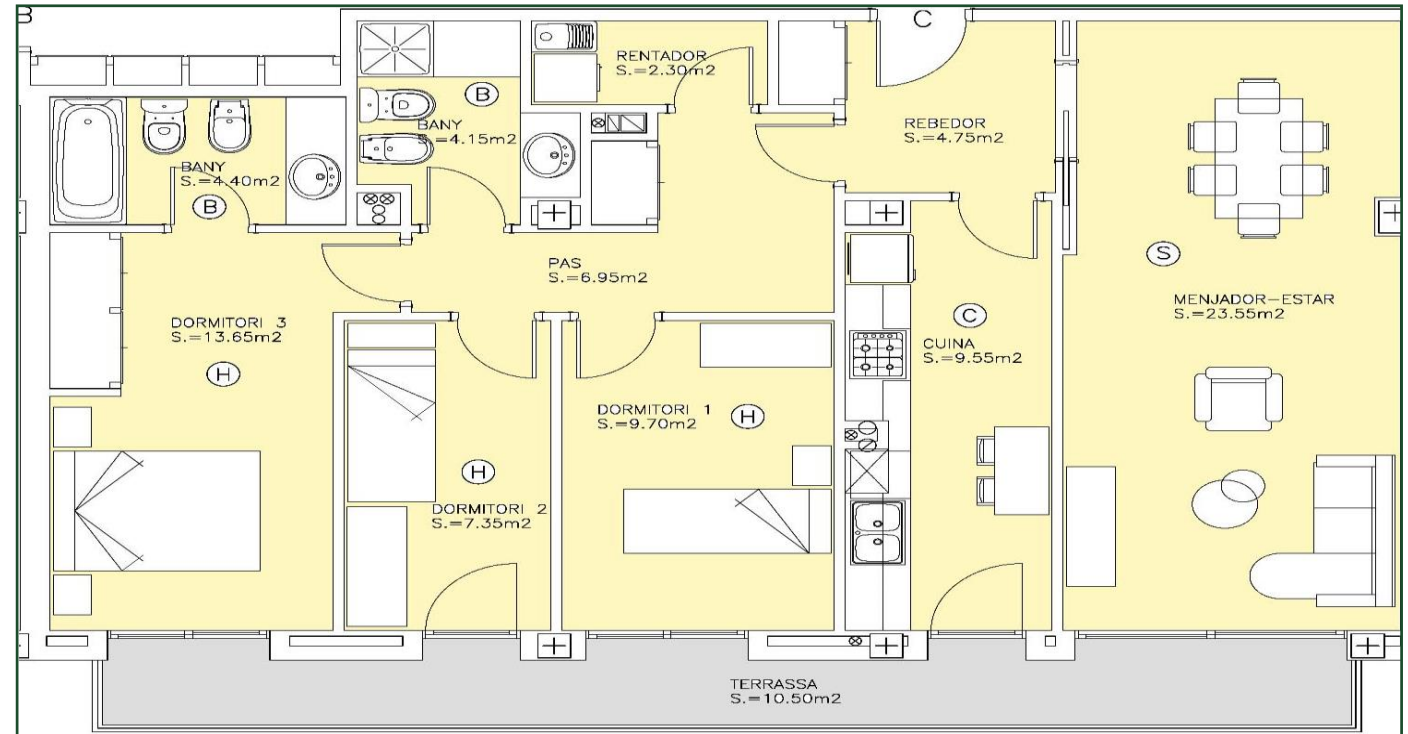 B
C
RENTADOR
S.=2.30m2
B
BANY
S.=4.15m2
REBEDOR
S.=4.75m2
BANY
S.=4.40m2
B
PAS
S.=6.95m2
S
MENJADOR-ESTAR
S.=23.55m2
DORMITORI 3
S.=13.65m2
H
C
CUINA
S.=9.55m2
DORMITORI 1
S.=9.70m2
H
H
DORMITORI 2
S.=7.35m2
TERRASSA
S.=10.50m2